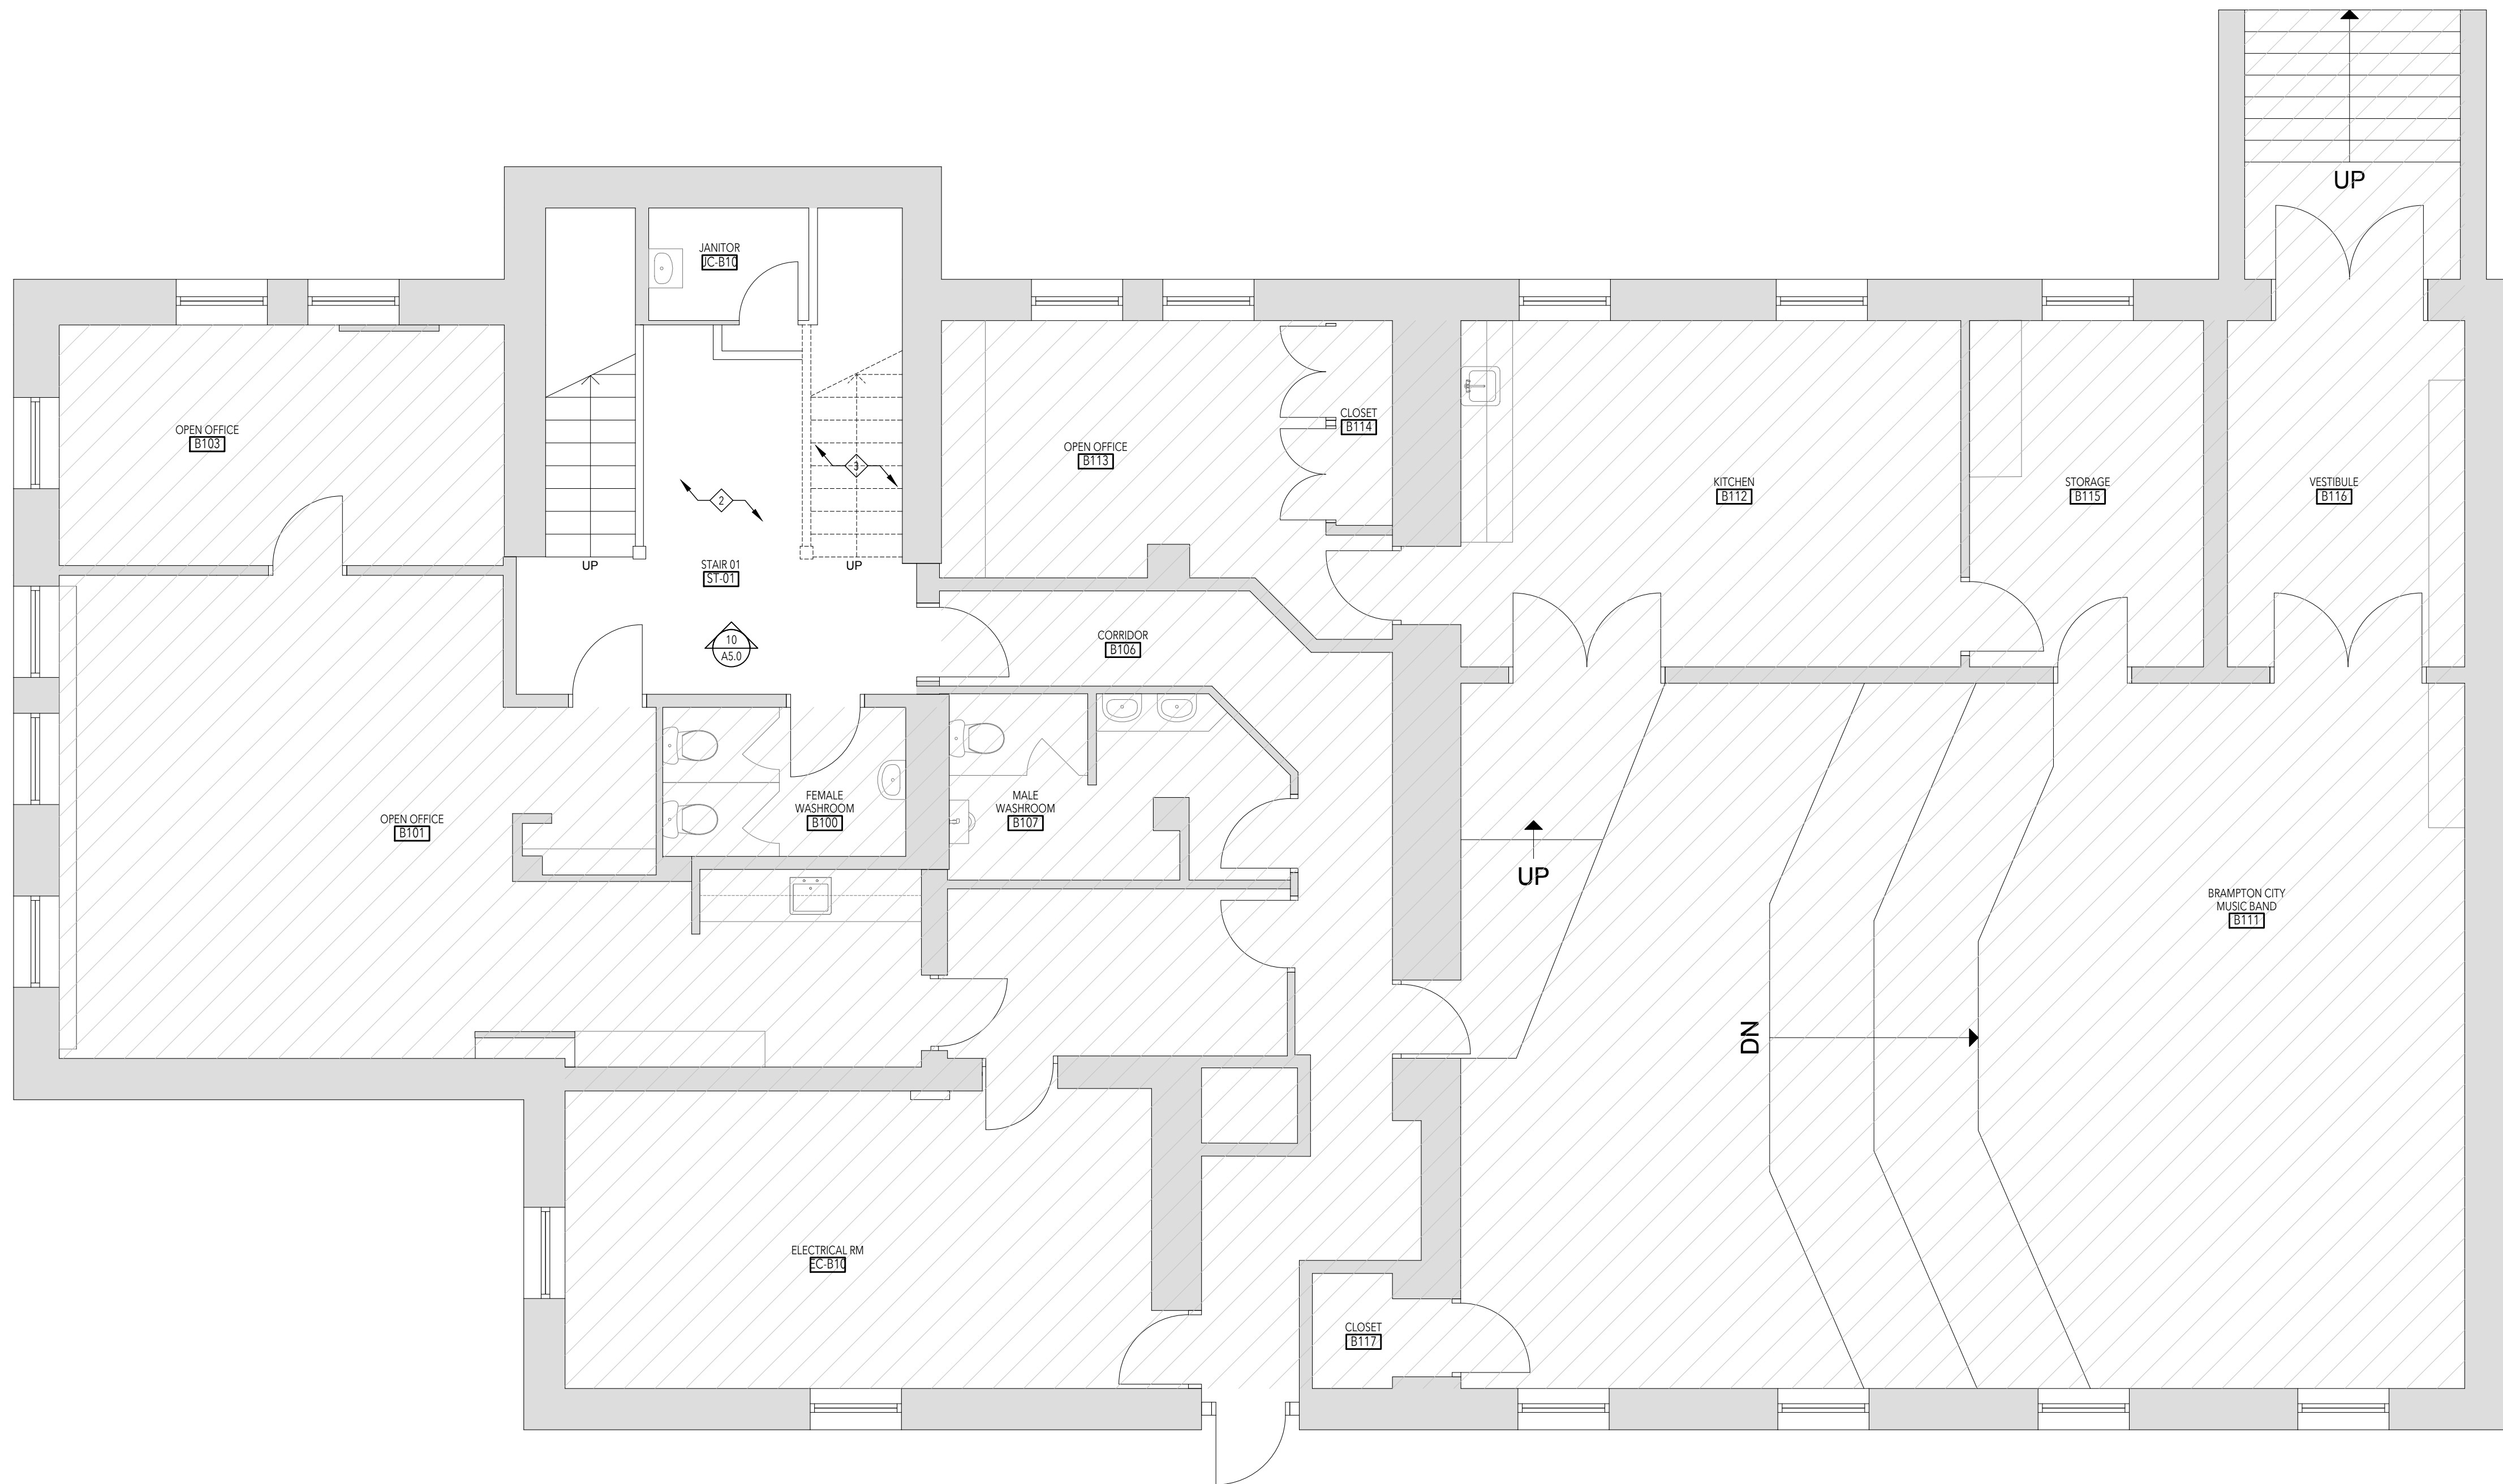 UP
JANITOR
JC-B10
OPEN OFFICE
B103
CLOSET
B114
OPEN OFFICE
B113
3
2
KITCHEN
B112
STORAGE
B115
VESTIBULE
B116
UP
STAIR 01
ST-01
UP
10
A5.0
CORRIDOR
B106
OPEN OFFICE
B101
FEMALE
WASHROOM
B100
MALE
WASHROOM
B107
UP
BRAMPTON CITY
MUSIC BAND
B111
DN
ELECTRICAL RM
EC-B10
CLOSET
B117